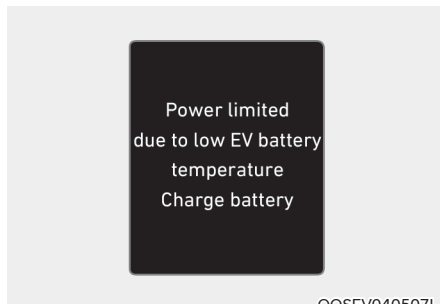 Power limited
due to low EV battery
temperature
Charge battery